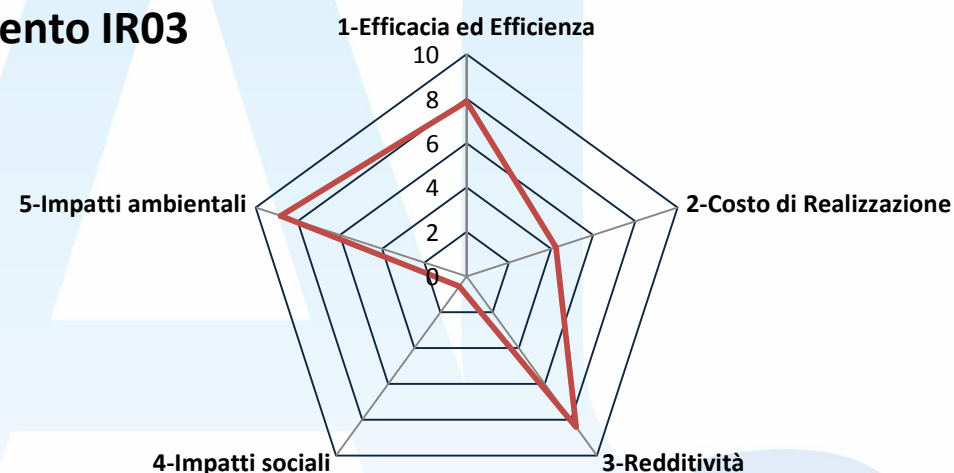 ento IR03
1-Efficacia ed Efficienza
10
8
6
4
2
0
5-Impatti ambientali
2-Costo di Realizzazione
4-Impatti sociali
3-Redditività